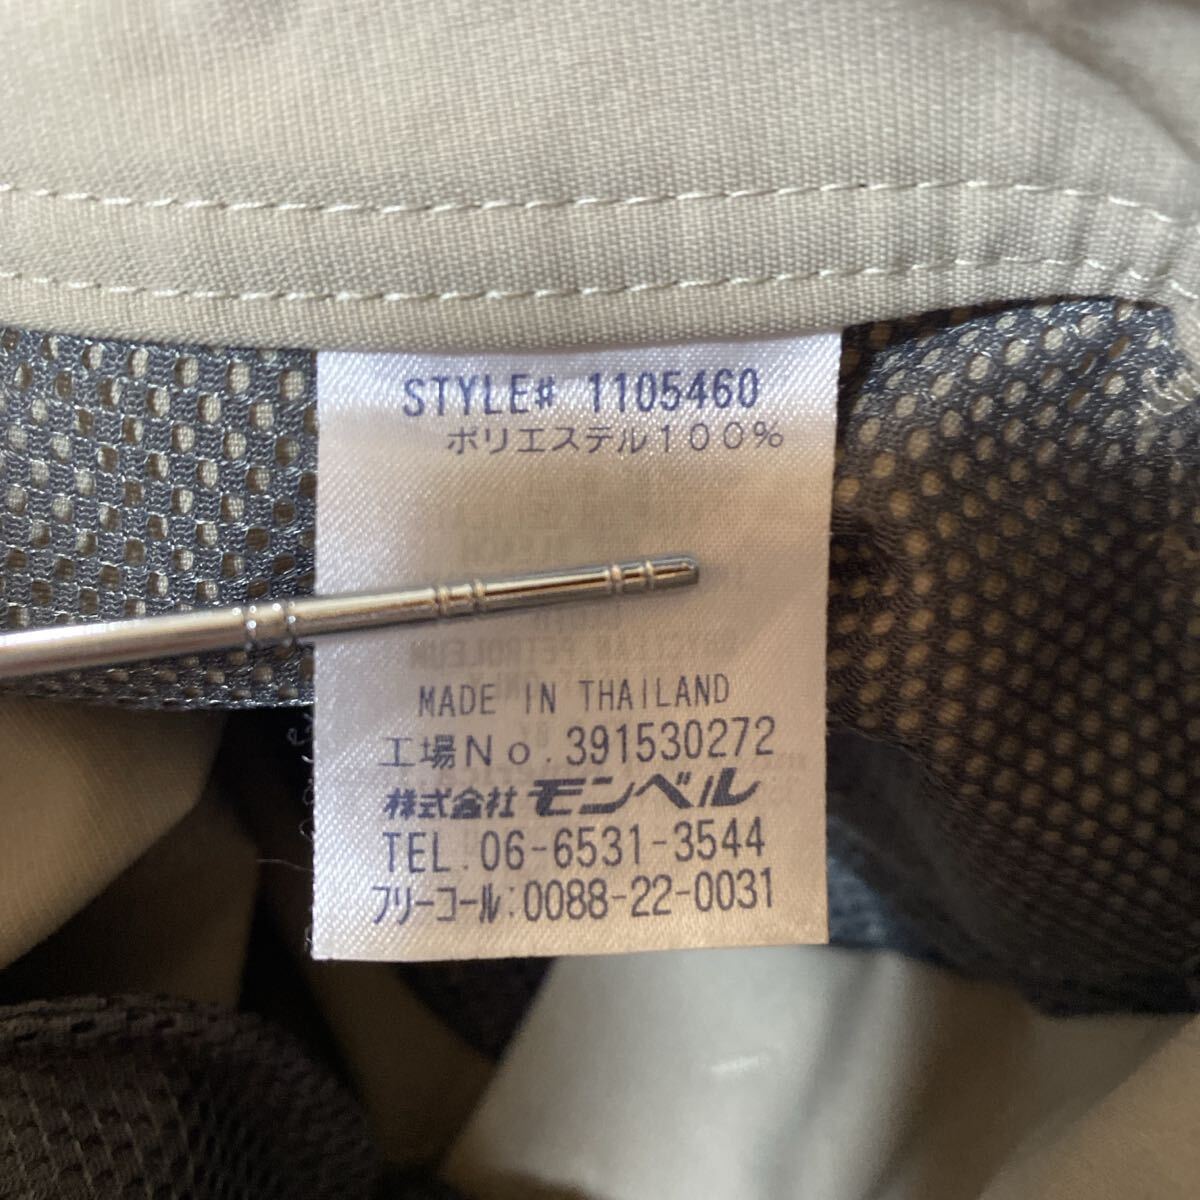 STYLE# 1105460
ポリエステル100%
MADE IN THAILAND
工場No.391530272
株式会社 モンベル
TEL.06-6531-3544
フリーコール:0088-22-0031